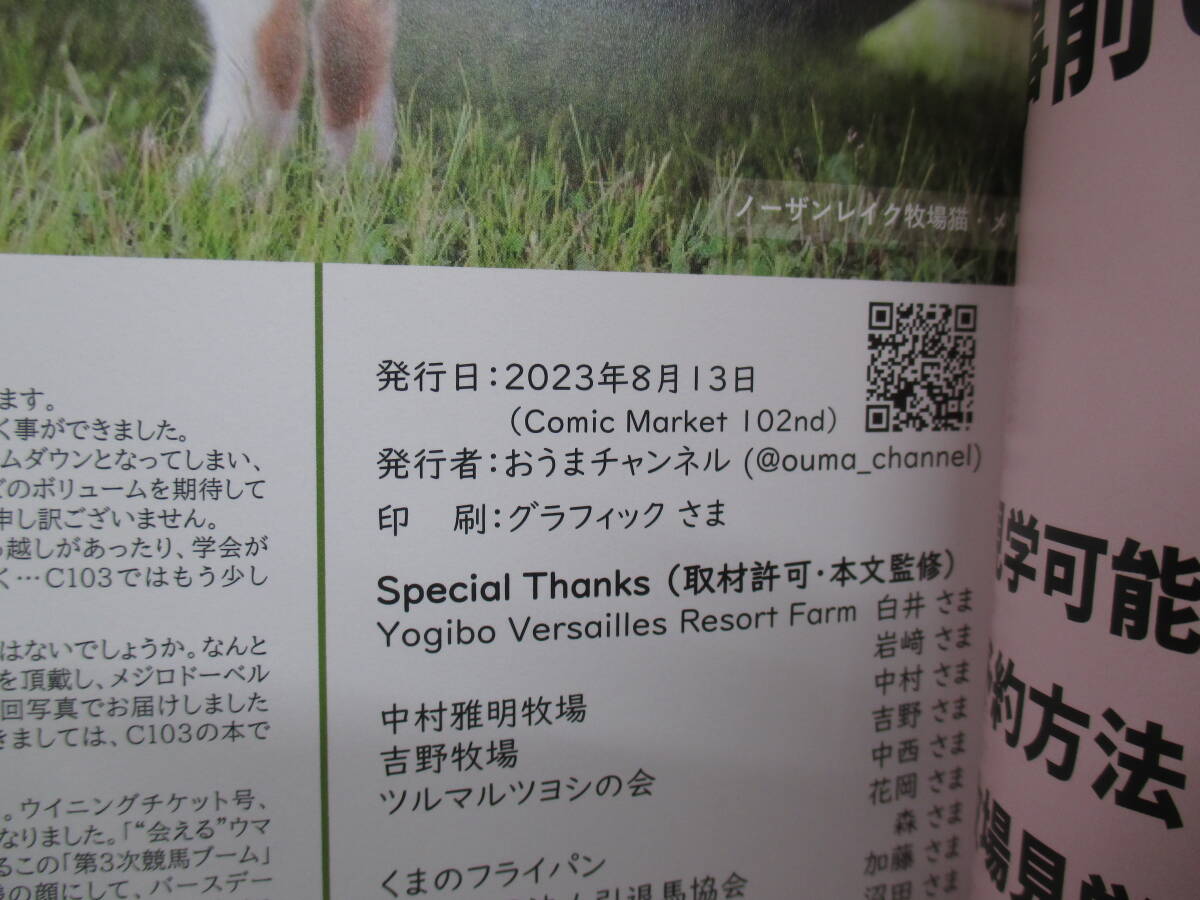 ノーザンレイク牧場猫・メ
ます。
く事ができました。
ムダウンとなってしまい、
どのボリュームを期待して
申し訳ございません。
越しがあったり、学会が
く…C103ではもう少し
はないでしょうか。なんと
を頂戴し、メジロドーベル
回写真でお届けしました
きましては、C103の本で
。ウイニングチケット号、
なりました。「“会える”ウマ
るこの「第3次競馬ブーム」
の顔にして、バースデー
発行日：2023年8月13日
（Comic Market 102nd）
発行者：おうまチャンネル (@ouma_channel)
印　刷：グラフィック さま
Special Thanks（取材許可・本文監修）
Yogibo Versailles Resort Farm 白井 さま
岩﨑 さま
中村 さま
中村雅明牧場 吉野 さま
吉野牧場 中西 さま
ツルマルツヨシの会 花岡 さま
森 さま
くまのフライパン 加藤 さま
引退馬協会 沼田 さま
前
学可能
約方法
場見学